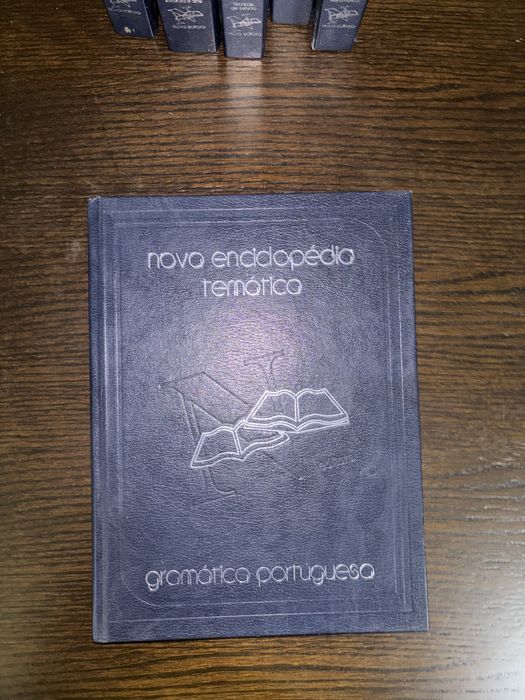 nova enciclopédia
temática
gramática portuguesa